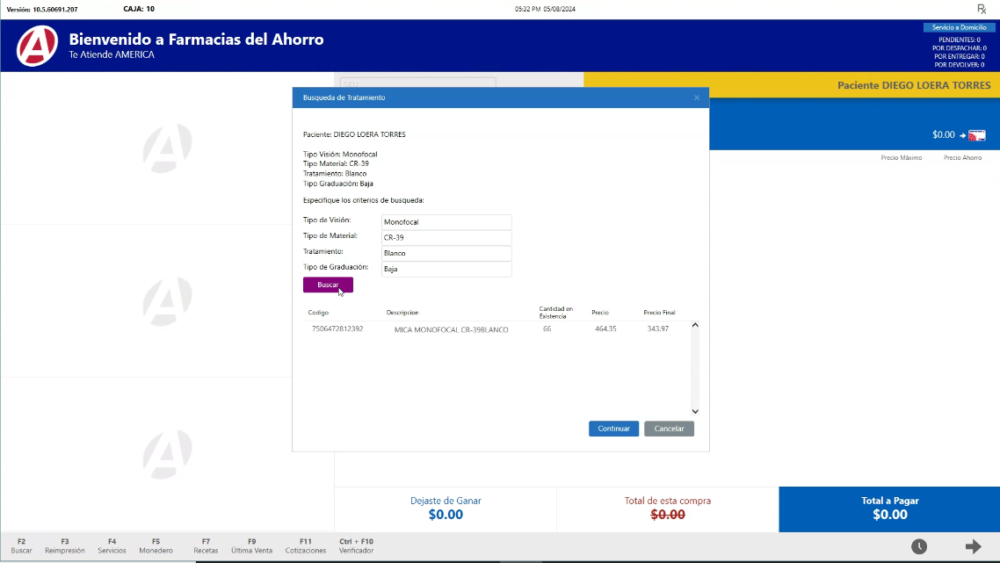 Versión: 10.5.60691.207
CAJA: 10
05:32 PM 05/08/2024
Bienvenido a Farmacias del Ahorro
Te Atiende AMERICA
Servicio a Domicilio
PENDIENTES: 0
POR DESPACHAR: 0
POR ENTREGAR: 0
POR DEVOLVER: 0
SKU
Paciente DIEGO LOERA TORRES
$0.00
Precio Máximo
Precio Ahorro
Busqueda de Tratamiento
Paciente: DIEGO LOERA TORRES
Tipo Visión: Monofocal
Tipo Material: CR-39
Tratamiento: Blanco
Tipo Graduación: Baja
Especifique los criterios de busqueda:
Tipo de Visión: Monofocal
Tipo de Material: CR-39
Tratamiento: Blanco
Tipo de Graduación: Baja
Buscar
Codigo Descripcion Cantidad en Existencia Precio Precio Final
7506472812392 MICA MONOFOCAL CR-39BLANCO 66 464.35 343.97
Continuar Cancelar
Dejaste de Ganar
$0.00
Total de esta compra
$0.00
Total a Pagar
$0.00
F2 Buscar
F3 Reimpresión
F4 Servicios
F5 Monedero
F7 Recetas
F9 Última Venta
F11 Cotizaciones
Ctrl + F10 Verificador